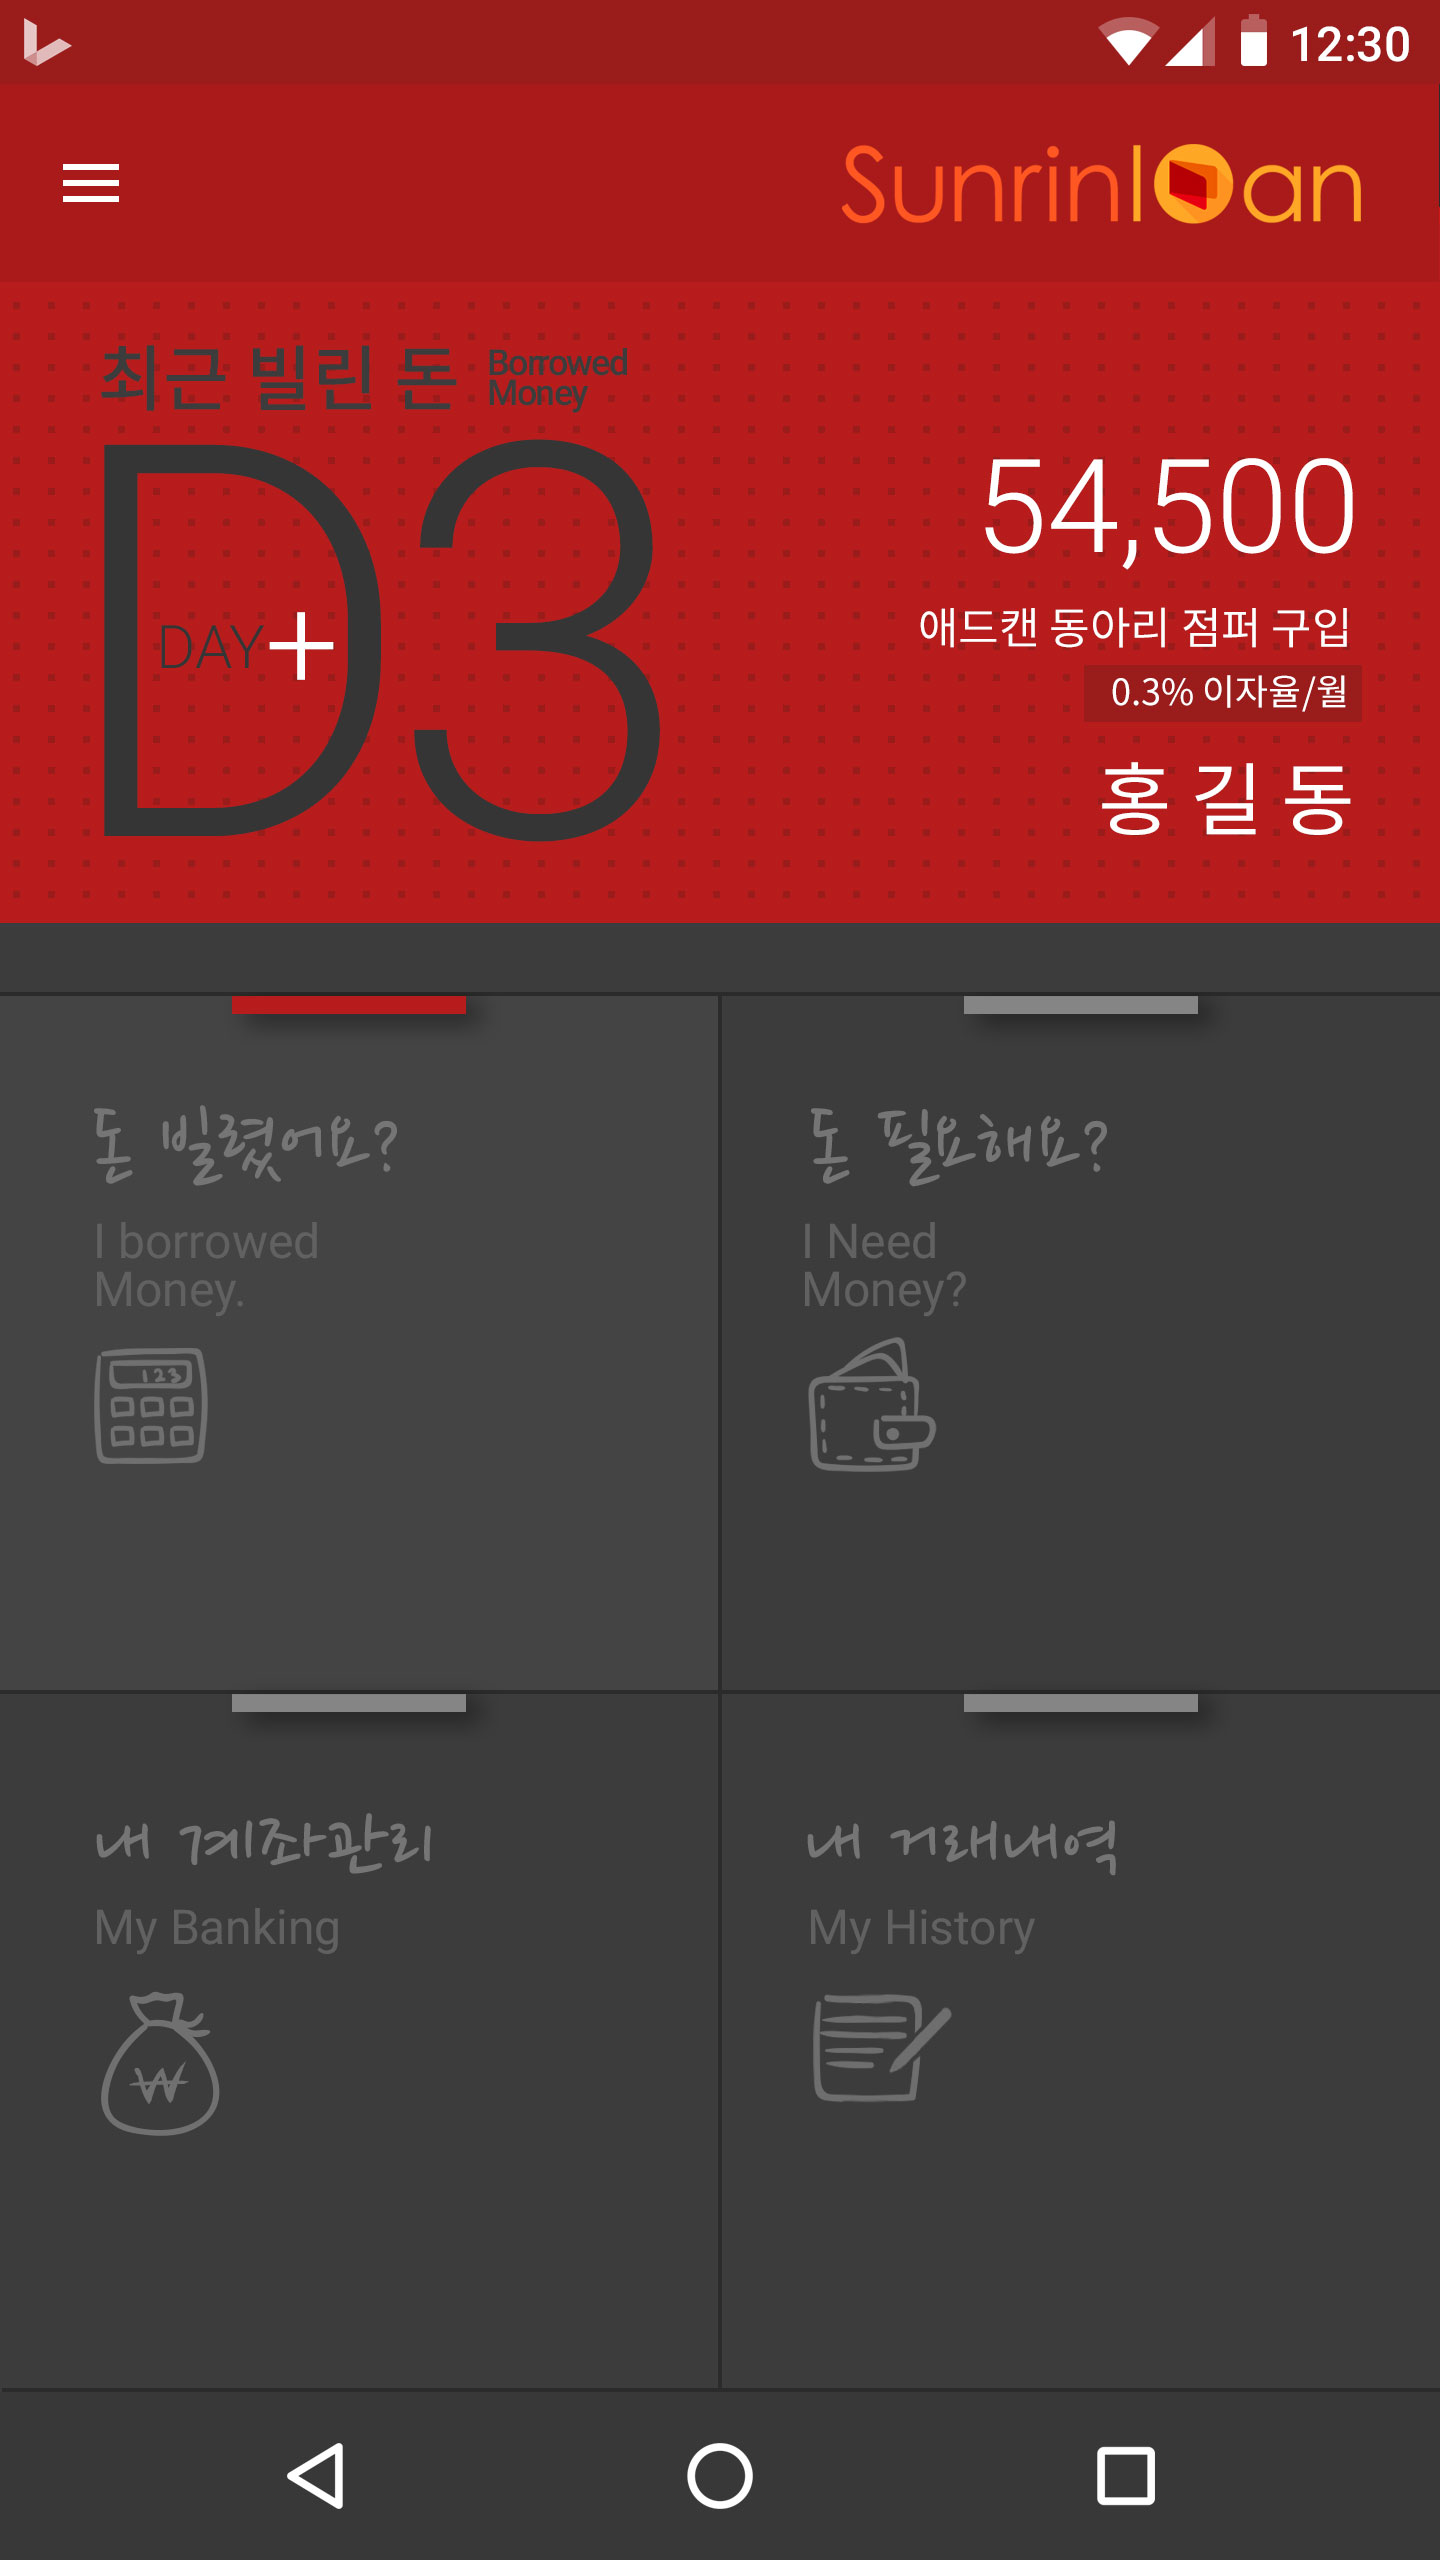 12:30
Sunrinloan
최근 빌린 돈 Borrowed Money
D3
DAY+
54,500
애드캔 동아리 점퍼 구입
0.3% 이자율/월
홍길동
돈 빌렸어요?
I borrowed
Money.
123
돈 필요해요?
I Need
Money?
내 계좌관리
My Banking
₩
내 거래내역
My History